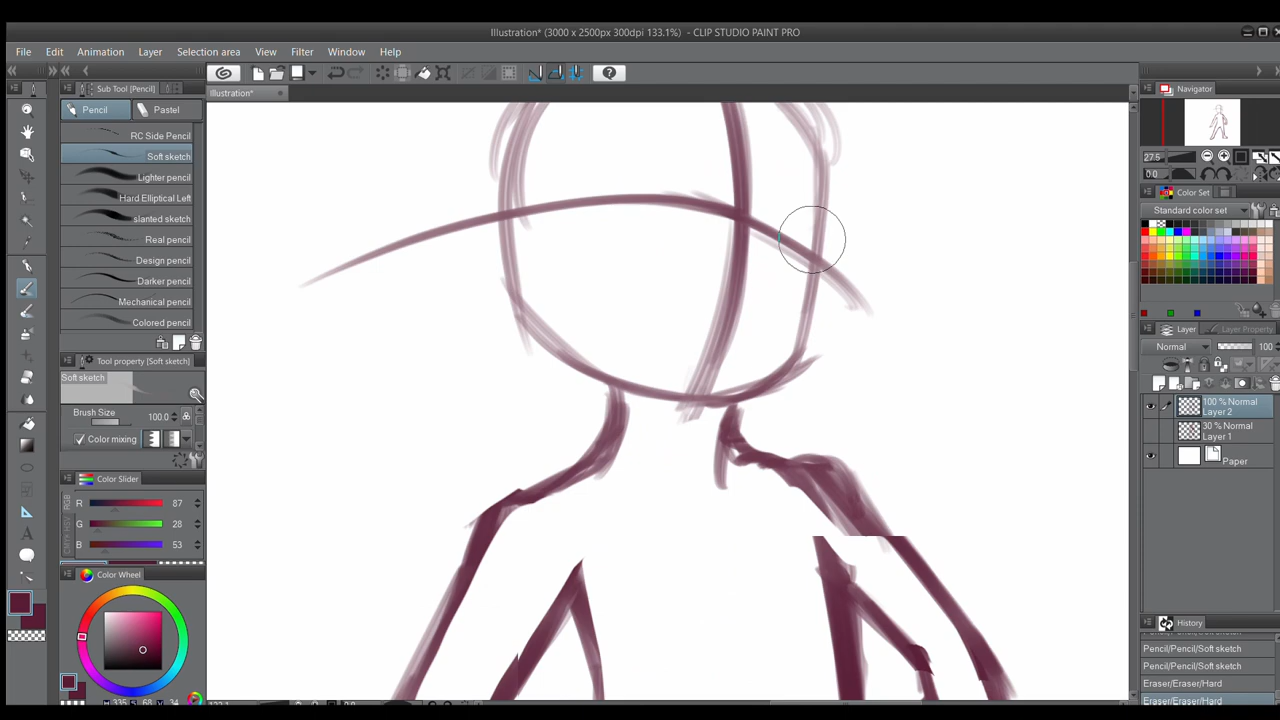 Illustration* (3000 x 2500px 300dpi 133.1%) - CLIP STUDIO PAINT PRO
File Edit Animation Layer Selection area View Filter Window Help
Sub Tool [Pencil]
Illustration*
Navigator
Pencil Pastel
RC Side Pencil
Soft sketch
Lighter pencil
Hard Elliptical Left
slanted sketch
Real pencil
Design pencil
Darker pencil
Mechanical pencil
Colored pencil
Tool property [Soft sketch]
Soft sketch
Brush Size 100.0
Color mixing
Color Slider
RGB
R 87
G 28
B 53
Color Wheel
335 S 68 34
27.5
0.0
Color Set
Standard color set
Layer Layer Property
Normal 100
100 % Normal
Layer 2
30 % Normal
Layer 1
Paper
History
Pencil/Pencil/Soft sketch
Pencil/Pencil/Soft sketch
Eraser/Eraser/Hard
Eraser/Eraser/Hard